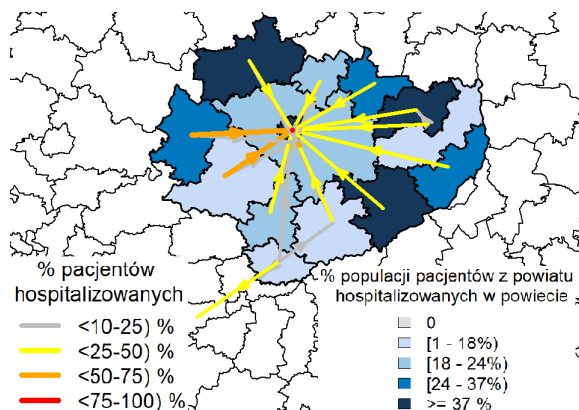 % pacjentów
hospitalizowanych
<10-25) %
<25-50) %
<50-75) %
<75-100) %
% populacji pacjentów z powiatu
hospitalizowanych w powiecie
0
[1 - 18%)
[18 - 24%)
[24 - 37%)
>= 37 %